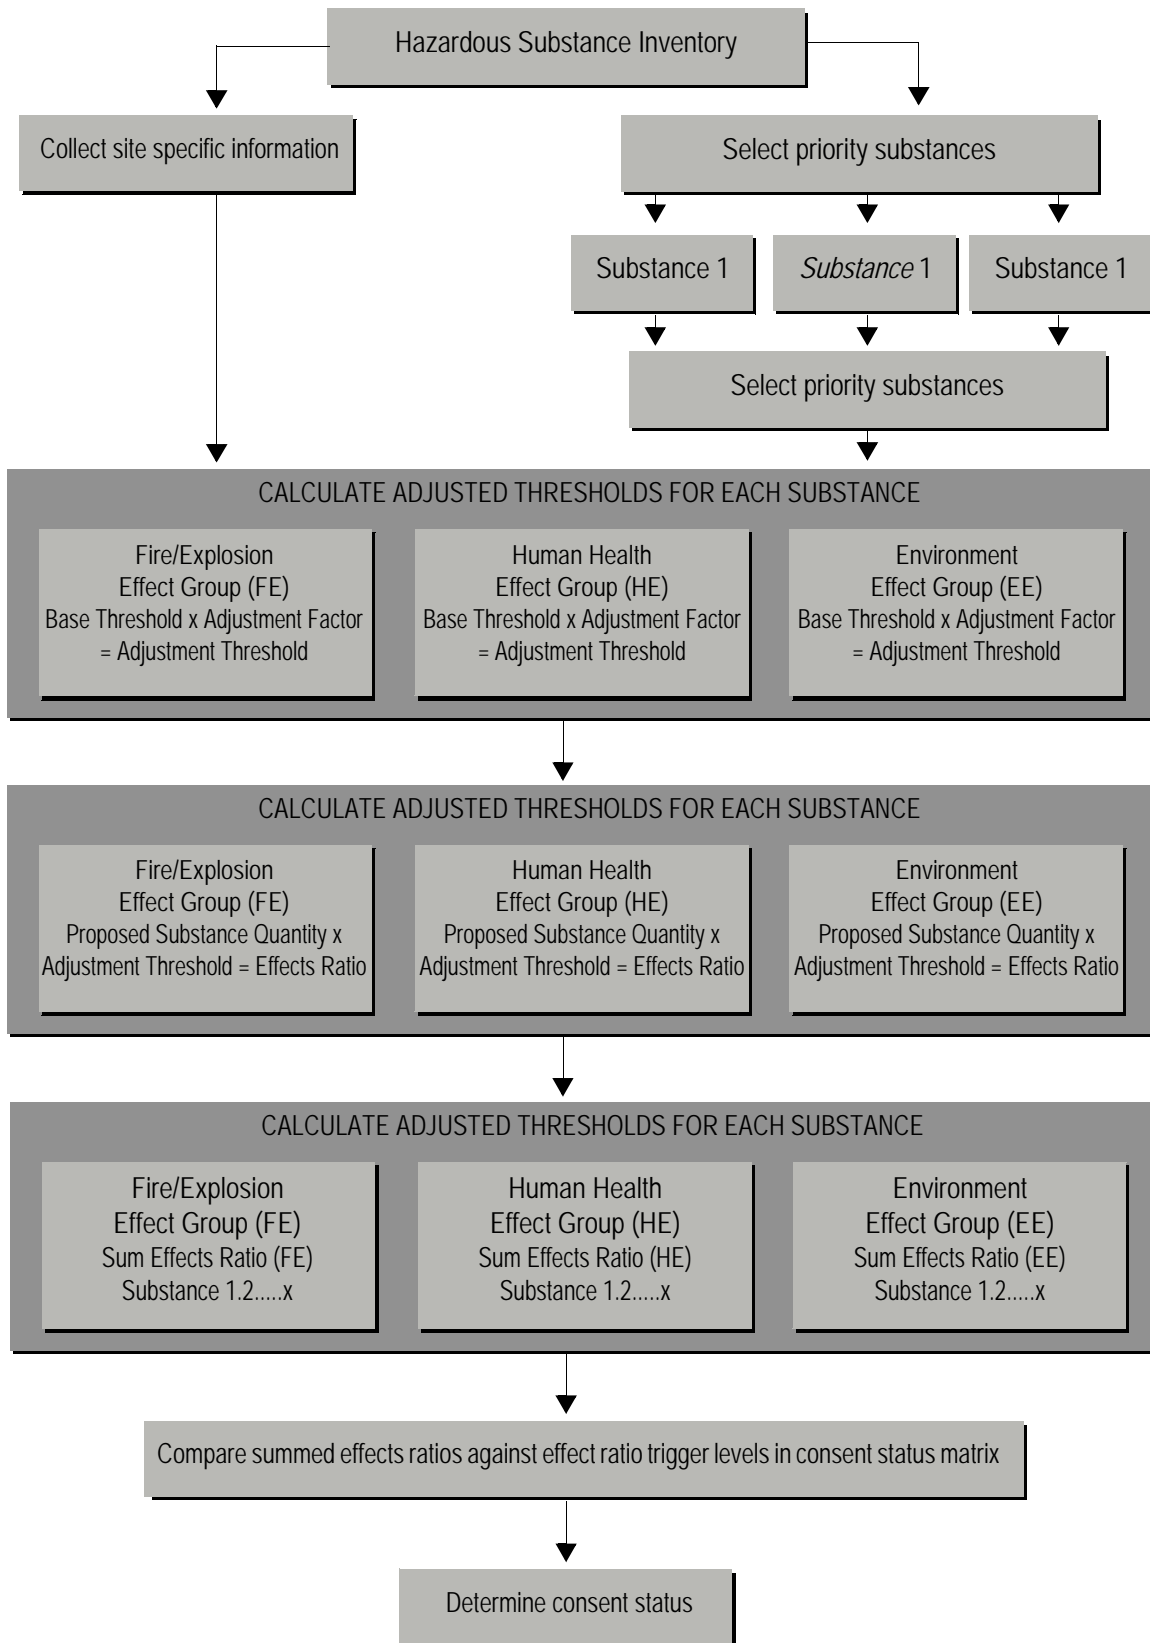 Hazardous Substance Inventory
Collect site specific information
Select priority substances
Substance 1
Substance 1
Substance 1
Select priority substances
CALCULATE ADJUSTED THRESHOLDS FOR EACH SUBSTANCE
Fire/Explosion
Effect Group (FE)
Base Threshold x Adjustment Factor
= Adjustment Threshold
Human Health
Effect Group (HE)
Base Threshold x Adjustment Factor
= Adjustment Threshold
Environment
Effect Group (EE)
Base Threshold x Adjustment Factor
= Adjustment Threshold
CALCULATE ADJUSTED THRESHOLDS FOR EACH SUBSTANCE
Fire/Explosion
Effect Group (FE)
Proposed Substance Quantity x
Adjustment Threshold = Effects Ratio
Human Health
Effect Group (HE)
Proposed Substance Quantity x
Adjustment Threshold = Effects Ratio
Environment
Effect Group (EE)
Proposed Substance Quantity x
Adjustment Threshold = Effects Ratio
CALCULATE ADJUSTED THRESHOLDS FOR EACH SUBSTANCE
Fire/Explosion
Effect Group (FE)
Sum Effects Ratio (FE)
Substance 1.2.....x
Human Health
Effect Group (HE)
Sum Effects Ratio (HE)
Substance 1.2.....x
Environment
Effect Group (EE)
Sum Effects Ratio (EE)
Substance 1.2.....x
Compare summed effects ratios against effect ratio trigger levels in consent status matrix
Determine consent status